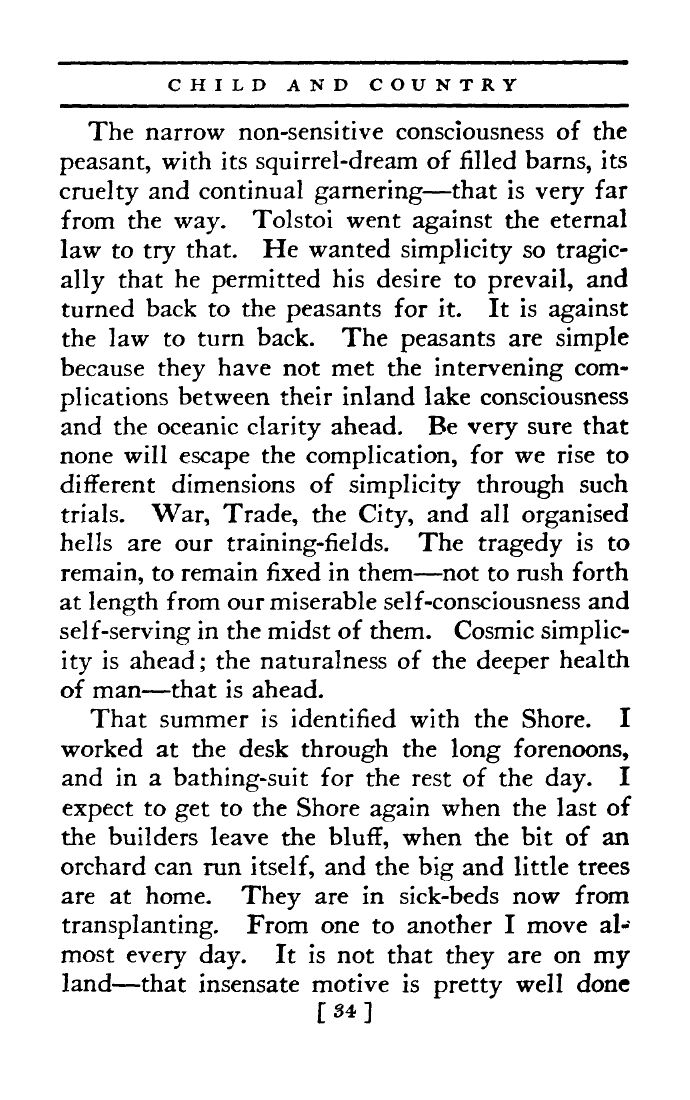 CHILD AND COUNTRY
The narrow non-sensitive consciousness of the
peasant, with its squirrel-dream of filled barns, its
cruelty and continual garnering—that is very far
from the way. Tolstoi went against the eternal
law to try that. He wanted simplicity so tragic-
ally that he permitted his desire to prevail, and
turned back to the peasants for it. It is against
the law to turn back. The peasants are simple
because they have not met the intervening com-
plications between their inland lake consciousness
and the oceanic clarity ahead. Be very sure that
none will escape the complication, for we rise to
different dimensions of simplicity through such
trials. War, Trade, the City, and all organised
hells are our training-fields. The tragedy is to
remain, to remain fixed in them—not to rush forth
at length from our miserable self-consciousness and
self-serving in the midst of them. Cosmic simplic-
ity is ahead; the naturalness of the deeper health
of man—that is ahead.
That summer is identified with the Shore. I
worked at the desk through the long forenoons,
and in a bathing-suit for the rest of the day. I
expect to get to the Shore again when the last of
the builders leave the bluff, when the bit of an
orchard can run itself, and the big and little trees
are at home. They are in sick-beds now from
transplanting. From one to another I move al-
most every day. It is not that they are on my
land—that insensate motive is pretty well done
[ 34 ]